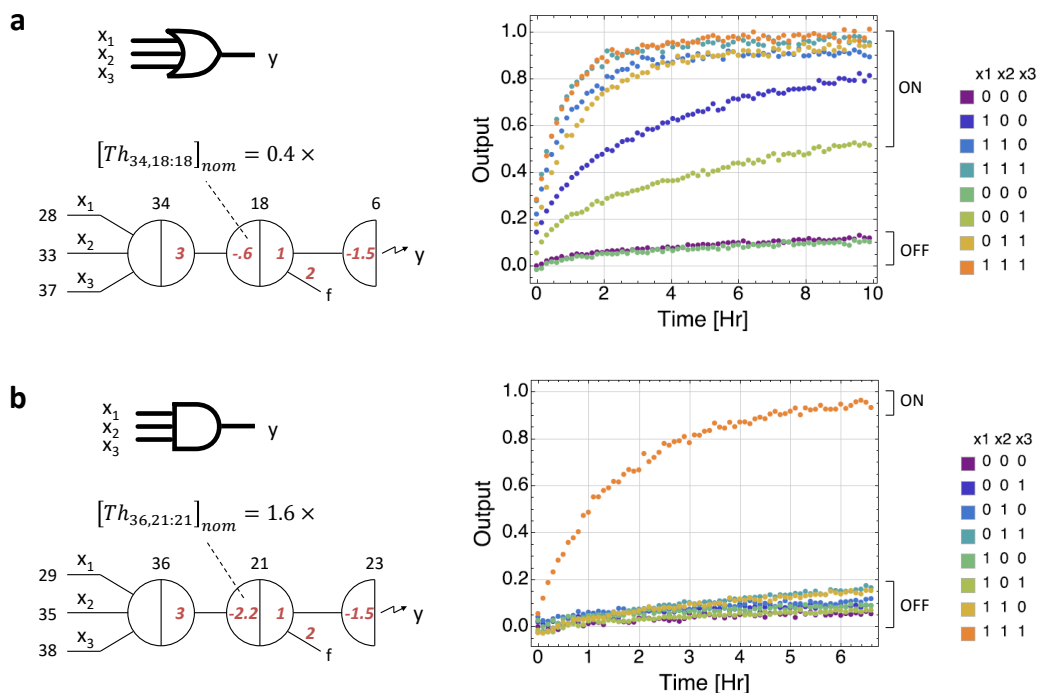 a
x1
x2
x3
y
[Th34,18:18]nom = 0.4 ×
34 18 6
28 x1
33 x2
37 x3
3 -.6 1 -1.5 y
2
f
Output
1.0
0.8
0.6
0.4
0.2
0.0
0 2 4 6 8 10
Time [Hr]
ON
OFF
x1 x2 x3
0 0 0
1 0 0
1 1 0
1 1 1
0 0 0
0 0 1
0 1 1
1 1 1
b
x1
x2
x3
y
[Th36,21:21]nom = 1.6 ×
36 21 23
29 x1
35 x2
38 x3
3 -2.2 1 -1.5 y
2
f
Output
1.0
0.8
0.6
0.4
0.2
0.0
0 1 2 3 4 5 6
Time [Hr]
ON
OFF
x1 x2 x3
0 0 0
0 0 1
0 1 0
0 1 1
1 0 0
1 0 1
1 1 0
1 1 1